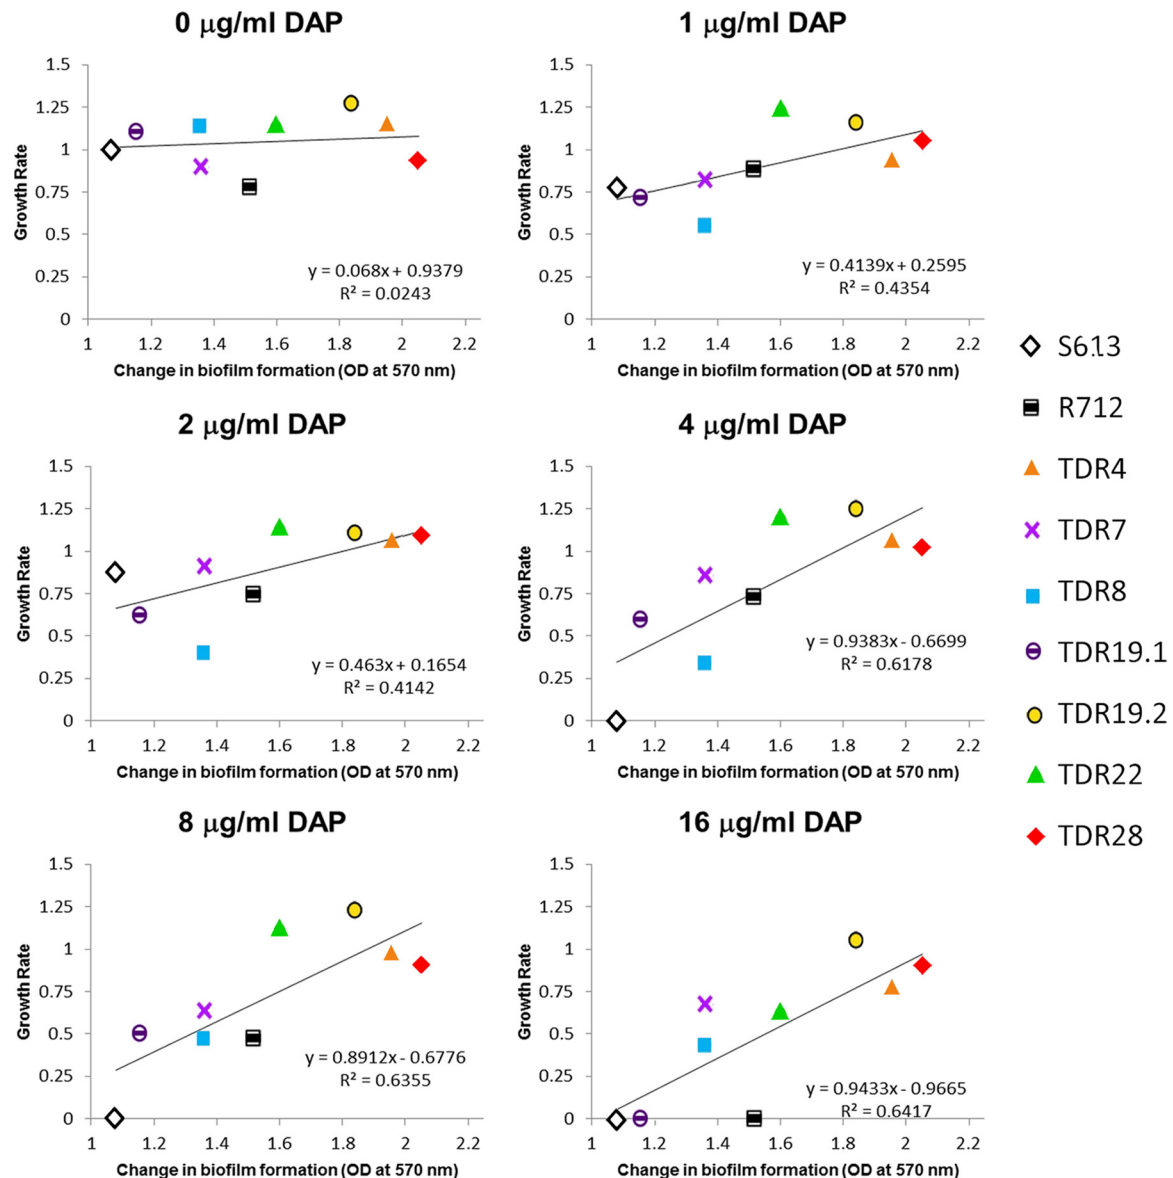 0 μg/ml DAP
1.5
1.25
1
0.75
0.5
0.25
0
Growth Rate
y = 0.068x + 0.9379
R² = 0.0243
1 1.2 1.4 1.6 1.8 2 2.2
Change in biofilm formation (OD at 570 nm)
1 μg/ml DAP
1.5
1.25
1
0.75
0.5
0.25
0
Growth Rate
y = 0.4139x + 0.2595
R² = 0.4354
1 1.2 1.4 1.6 1.8 2 2.2
Change in biofilm formation (OD at 570 nm)
2 μg/ml DAP
1.5
1.25
1
0.75
0.5
0.25
0
Growth Rate
y = 0.463x + 0.1654
R² = 0.4142
1 1.2 1.4 1.6 1.8 2 2.2
Change in biofilm formation (OD at 570 nm)
4 μg/ml DAP
1.5
1.25
1
0.75
0.5
0.25
0
Growth Rate
y = 0.9383x - 0.6699
R² = 0.6178
1 1.2 1.4 1.6 1.8 2 2.2
Change in biofilm formation (OD at 570 nm)
8 μg/ml DAP
1.5
1.25
1
0.75
0.5
0.25
0
Growth Rate
y = 0.8912x - 0.6776
R² = 0.6355
1 1.2 1.4 1.6 1.8 2 2.2
Change in biofilm formation (OD at 570 nm)
16 μg/ml DAP
1.5
1.25
1
0.75
0.5
0.25
0
Growth Rate
y = 0.9433x - 0.9665
R² = 0.6417
1 1.2 1.4 1.6 1.8 2 2.2
Change in biofilm formation (OD at 570 nm)
S613
R712
TDR4
TDR7
TDR8
TDR19.1
TDR19.2
TDR22
TDR28